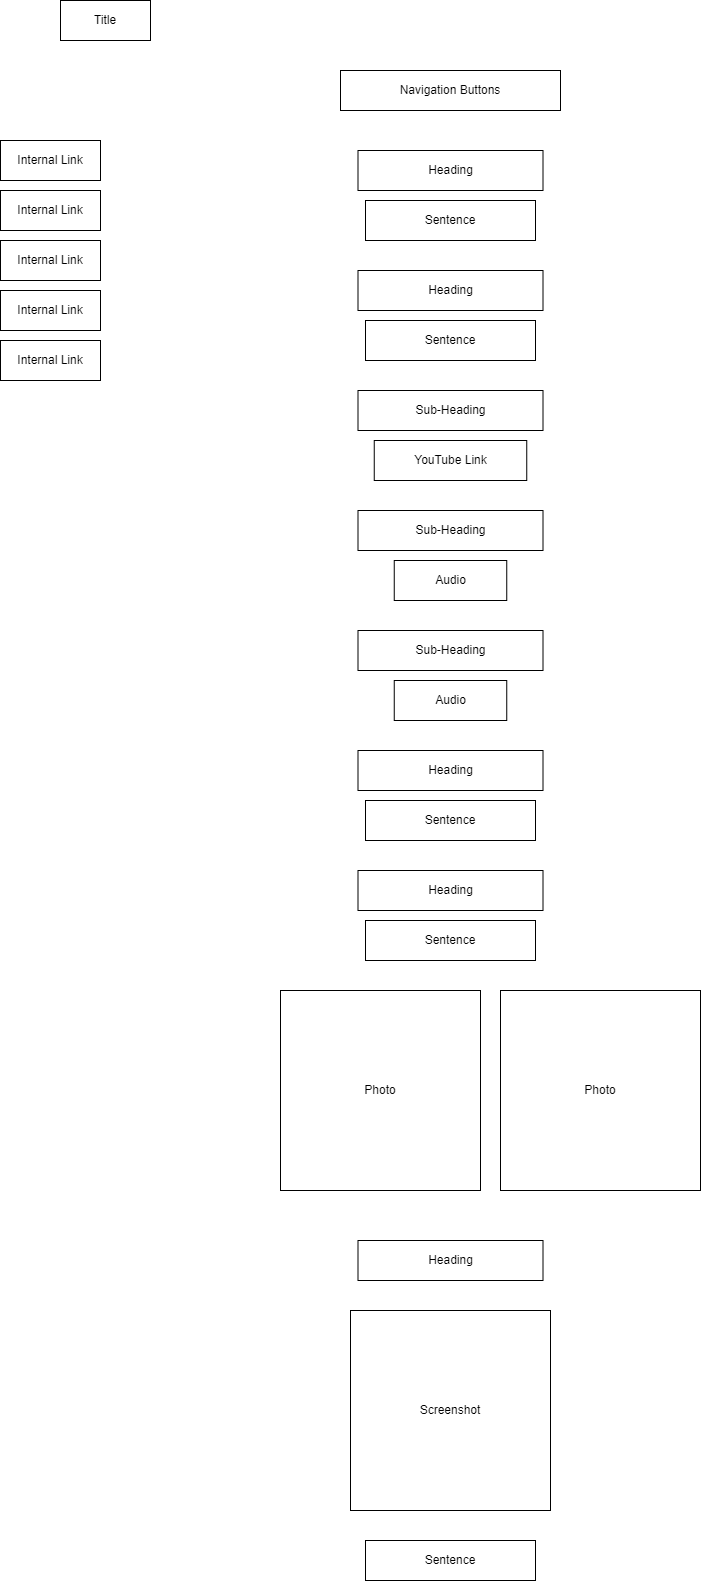 Title
Navigation Buttons
Internal Link
Internal Link
Internal Link
Internal Link
Internal Link
Heading
Sentence
Heading
Sentence
Sub-Heading
YouTube Link
Sub-Heading
Audio
Sub-Heading
Audio
Heading
Sentence
Heading
Sentence
Photo
Photo
Heading
Screenshot
Sentence